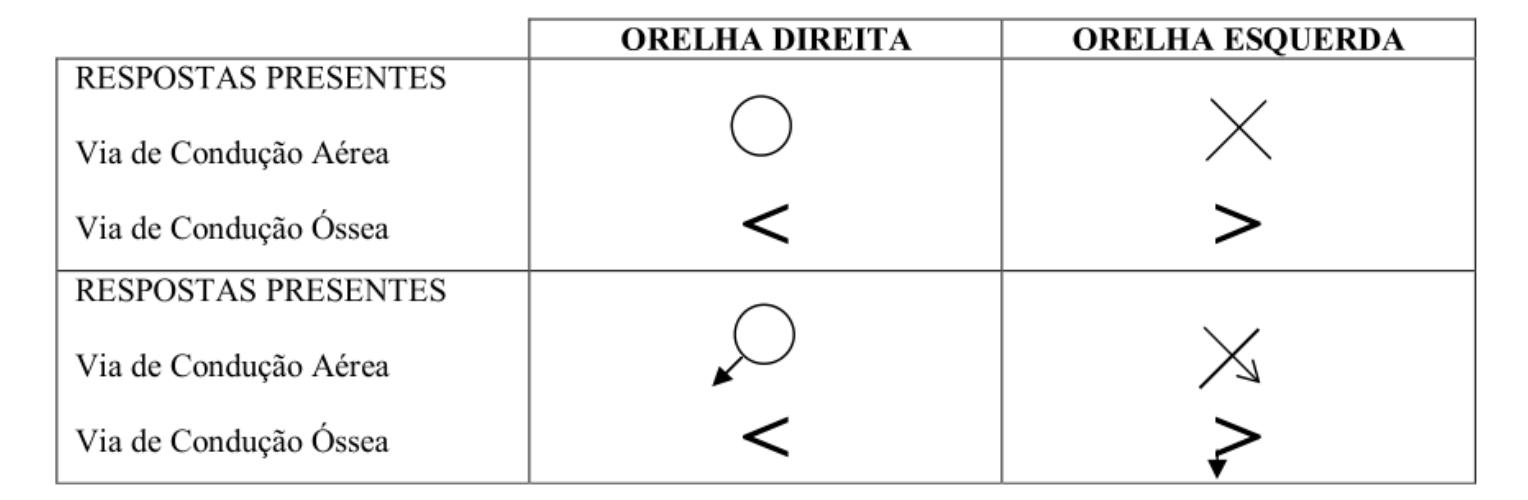 ORELHA DIREITA ORELHA ESQUERDA
RESPOSTAS PRESENTES
Via de Condução Aérea
Via de Condução Óssea < >
RESPOSTAS PRESENTES
Via de Condução Aérea
Via de Condução Óssea < >